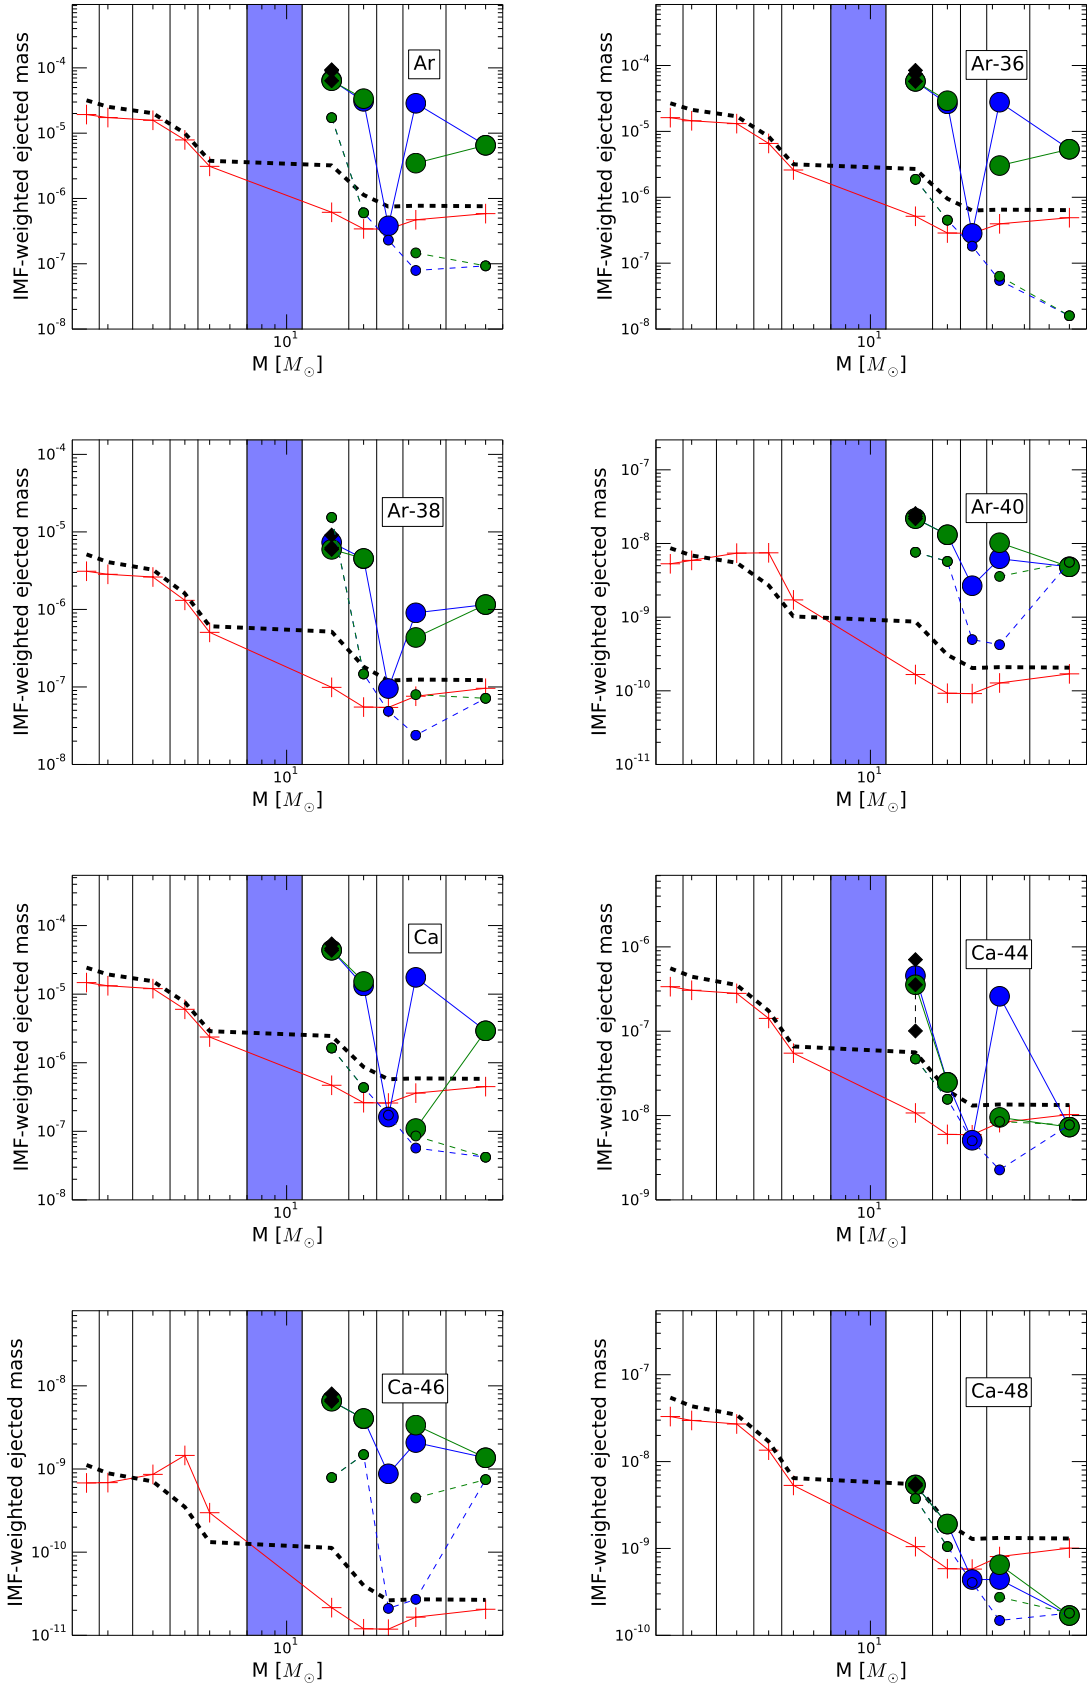 IMF-weighted ejected mass
10⁻⁴
10⁻⁵
10⁻⁶
10⁻⁷
10⁻⁸
Ar
10¹
M [M⊙]
IMF-weighted ejected mass
10⁻⁴
10⁻⁵
10⁻⁶
10⁻⁷
10⁻⁸
Ar-36
10¹
M [M⊙]
IMF-weighted ejected mass
10⁻⁴
10⁻⁵
10⁻⁶
10⁻⁷
10⁻⁸
Ar-38
10¹
M [M⊙]
IMF-weighted ejected mass
10⁻⁷
10⁻⁸
10⁻⁹
10⁻¹⁰
10⁻¹¹
Ar-40
10¹
M [M⊙]
IMF-weighted ejected mass
10⁻⁴
10⁻⁵
10⁻⁶
10⁻⁷
10⁻⁸
Ca
10¹
M [M⊙]
IMF-weighted ejected mass
10⁻⁶
10⁻⁷
10⁻⁸
10⁻⁹
Ca-44
10¹
M [M⊙]
IMF-weighted ejected mass
10⁻⁸
10⁻⁹
10⁻¹⁰
10⁻¹¹
Ca-46
10¹
M [M⊙]
IMF-weighted ejected mass
10⁻⁷
10⁻⁸
10⁻⁹
10⁻¹⁰
Ca-48
10¹
M [M⊙]